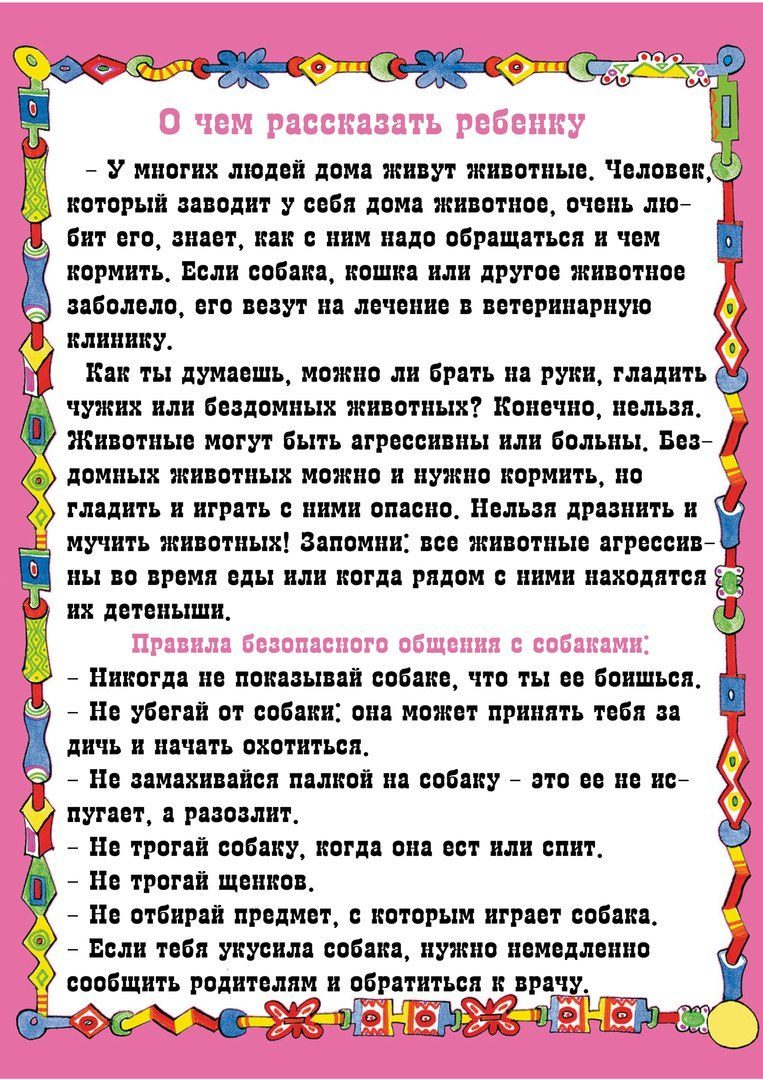 О чем рассказать ребенку
– У многих людей дома живут животные. Человек,
который заводит у себя дома животное, очень лю-
бит его, знает, как с ним надо обращаться и чем
кормить. Если собака, кошка или другое животное
заболело, его везут на лечение в ветеринарную
клинику.
Как ты думаешь, можно ли брать на руки, гладить
чужих или бездомных животных? Конечно, нельзя.
Животные могут быть агрессивны или больны. Без-
домных животных можно и нужно кормить, но
гладить и играть с ними опасно. Нельзя дразнить и
мучить животных! Запомни: все животные агрессив-
ны во время еды или когда рядом с ними находятся
их детеныши.
Правила безопасного общения с собаками:
– Никогда не показывай собаке, что ты ее боишься.
– Не убегай от собаки: она может принять тебя за
дичь и начать охотиться.
– Не замахивайся палкой на собаку – это ее не ис-
пугает, а разозлит.
– Не трогай собаку, когда она ест или спит.
– Не трогай щенков.
– Не отбирай предмет, с которым играет собака.
– Если тебя укусила собака, нужно немедленно
сообщить родителям и обратиться к врачу.